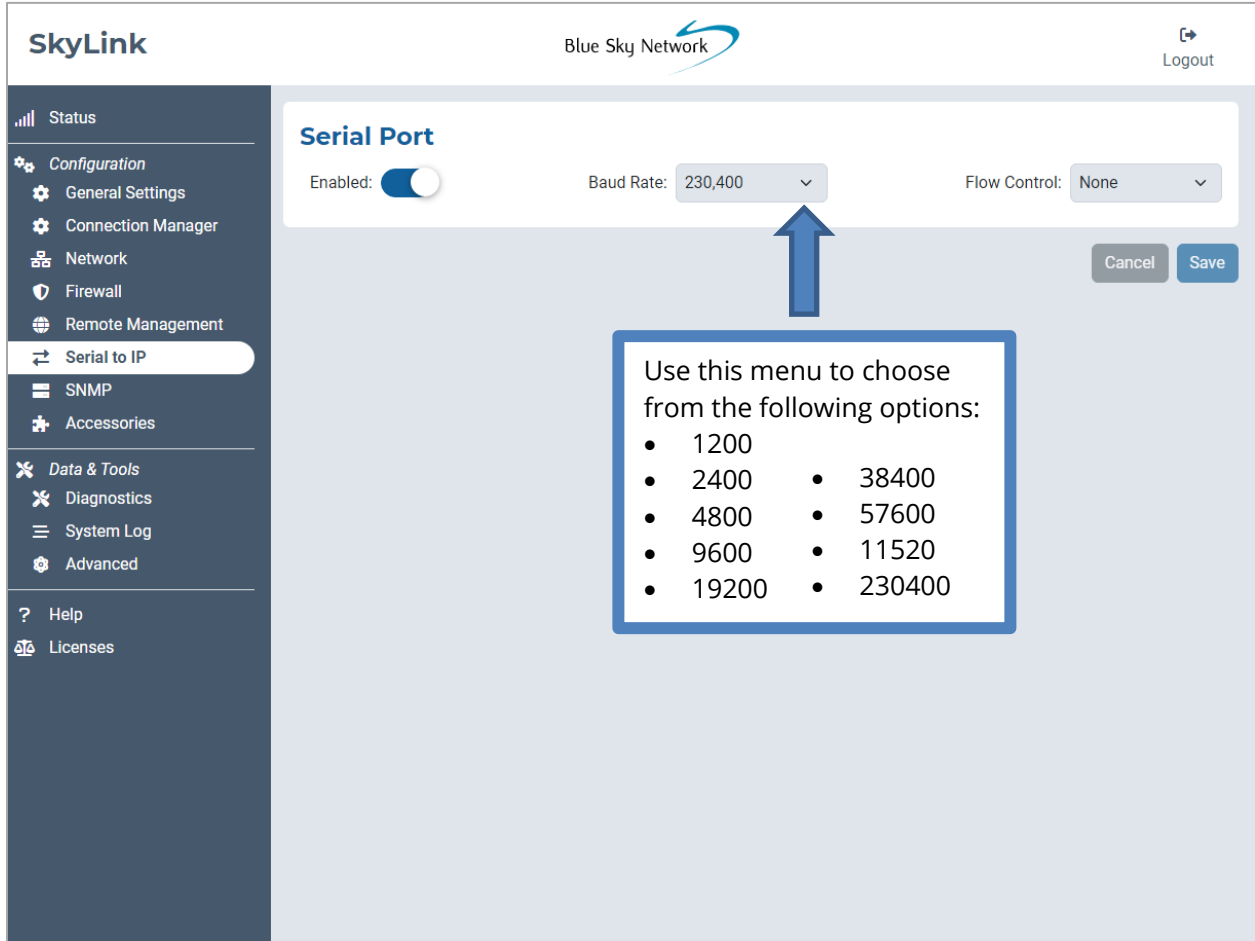 SkyLink
Blue Sky Network
Logout
Status
Configuration
General Settings
Connection Manager
Network
Firewall
Remote Management
Serial to IP
SNMP
Accessories
Data & Tools
Diagnostics
System Log
Advanced
? Help
Licenses
Serial Port
Enabled:
Baud Rate: 230,400
Flow Control: None
Cancel Save
Use this menu to choose
from the following options:
• 1200
• 2400
• 4800
• 9600
• 19200
• 38400
• 57600
• 11520
• 230400